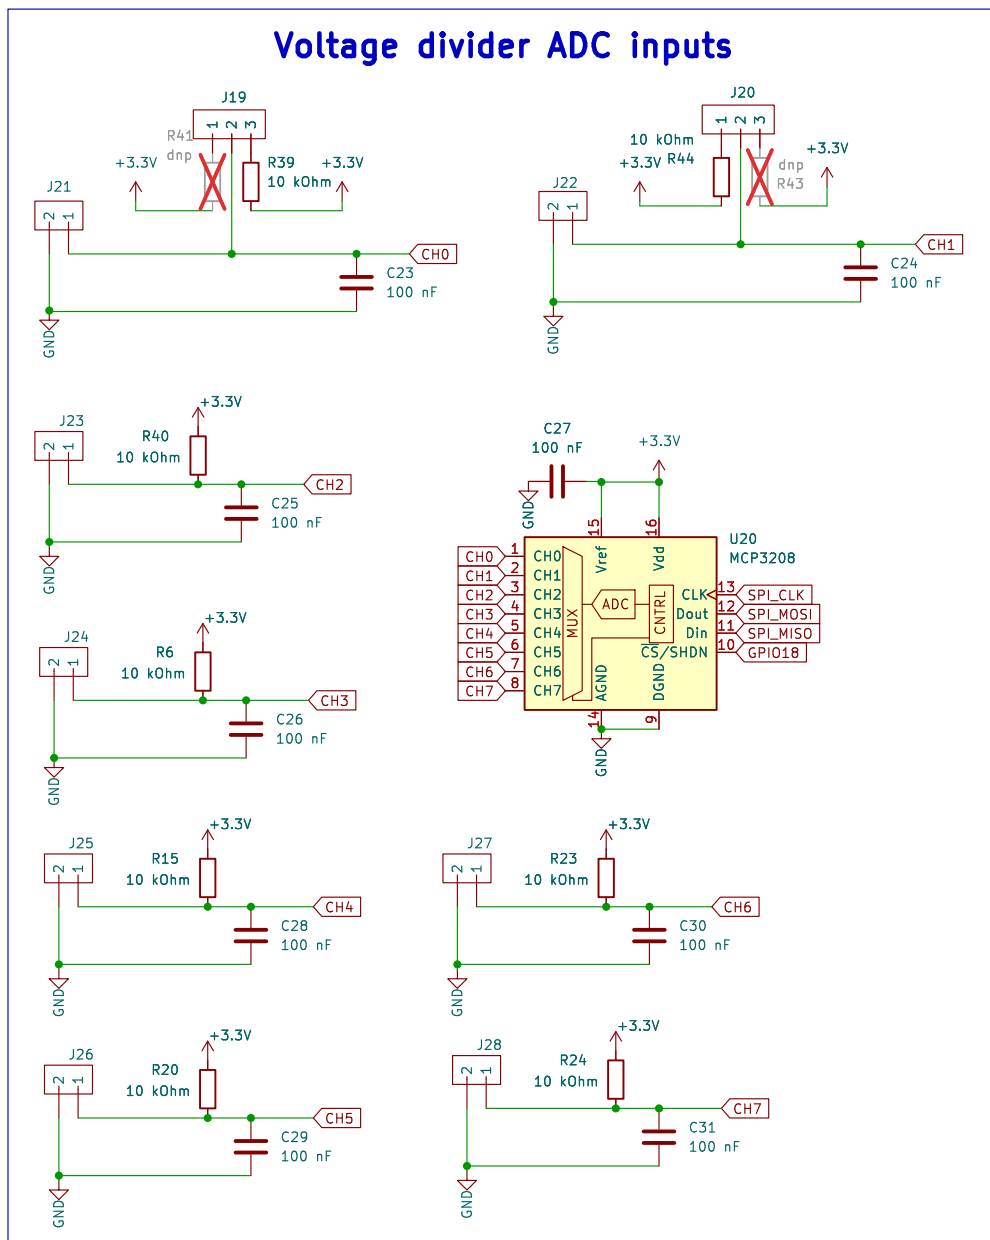 Voltage divider ADC inputs
J19
1 2 3
R41
dnp
+3.3V
R39
10 kOhm
+3.3V
J21
2 1
CH0
C23
100 nF
GND
J20
1 2 3
10 kOhm
R44
+3.3V
dnp
R43
+3.3V
J22
2 1
CH1
C24
100 nF
GND
J23
2 1
+3.3V
R40
10 kOhm
CH2
C25
100 nF
GND
J24
2 1
+3.3V
R6
10 kOhm
CH3
C26
100 nF
GND
C27
100 nF
GND
+3.3V
15
16
U20
MCP3208
Vref
Vdd
CH0 1 CH0
CH1 2 CH1
CH2 3 CH2
CH3 4 CH3
CH4 5 CH4
CH5 6 CH5
CH6 7 CH6
CH7 8 CH7
MUX
ADC
CNTRL
CLK 13 SPI_CLK
Dout 12 SPI_MOSI
Din 11 SPI_MISO
CS/SHDN 10 GPIO18
AGND
DGND
14
9
GND
J25
2 1
+3.3V
R15
10 kOhm
CH4
C28
100 nF
GND
J27
2 1
+3.3V
R23
10 kOhm
CH6
C30
100 nF
GND
J26
2 1
+3.3V
R20
10 kOhm
CH5
C29
100 nF
GND
J28
2 1
+3.3V
R24
10 kOhm
CH7
C31
100 nF
GND